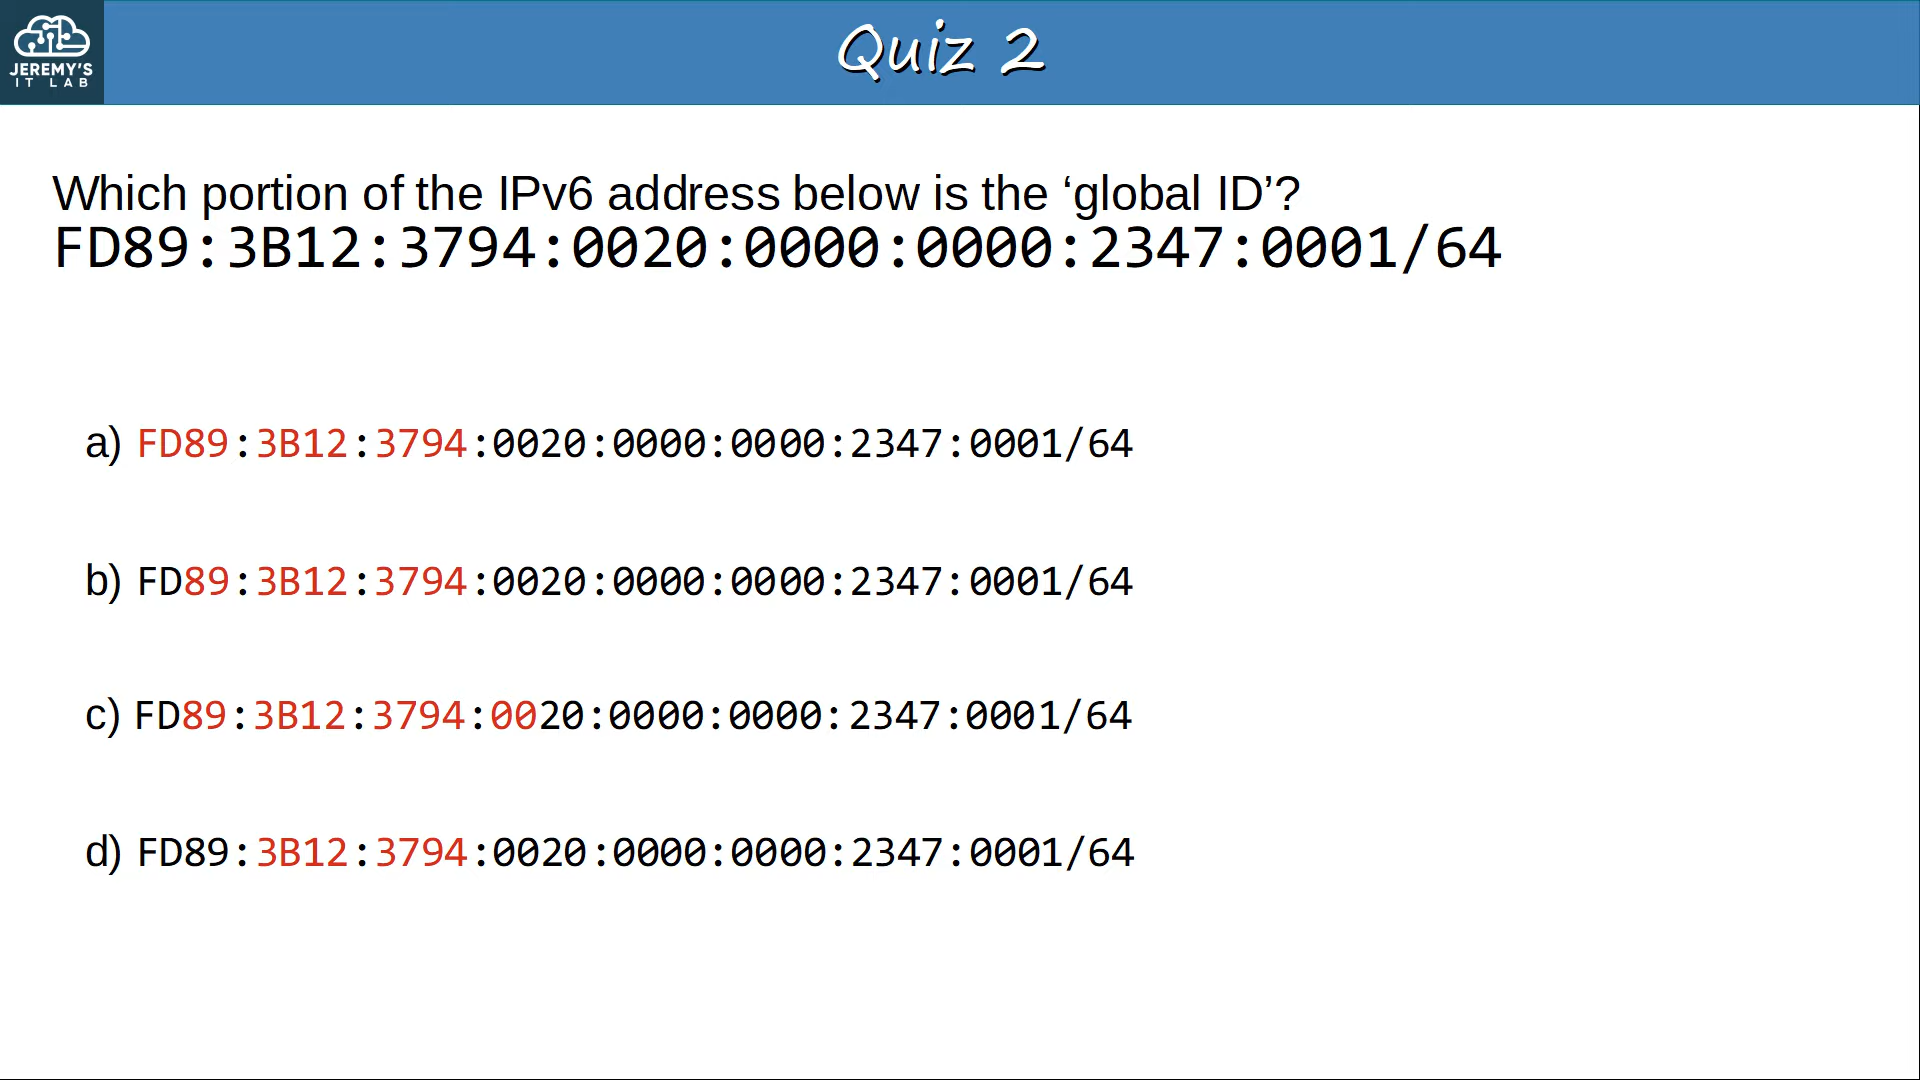 JEREMY'S
IT LAB
Quiz 2
Which portion of the IPv6 address below is the ‘global ID’?
FD89:3B12:3794:0020:0000:0000:2347:0001/64
a) FD89:3B12:3794:0020:0000:0000:2347:0001/64
b) FD89:3B12:3794:0020:0000:0000:2347:0001/64
c) FD89:3B12:3794:0020:0000:0000:2347:0001/64
d) FD89:3B12:3794:0020:0000:0000:2347:0001/64